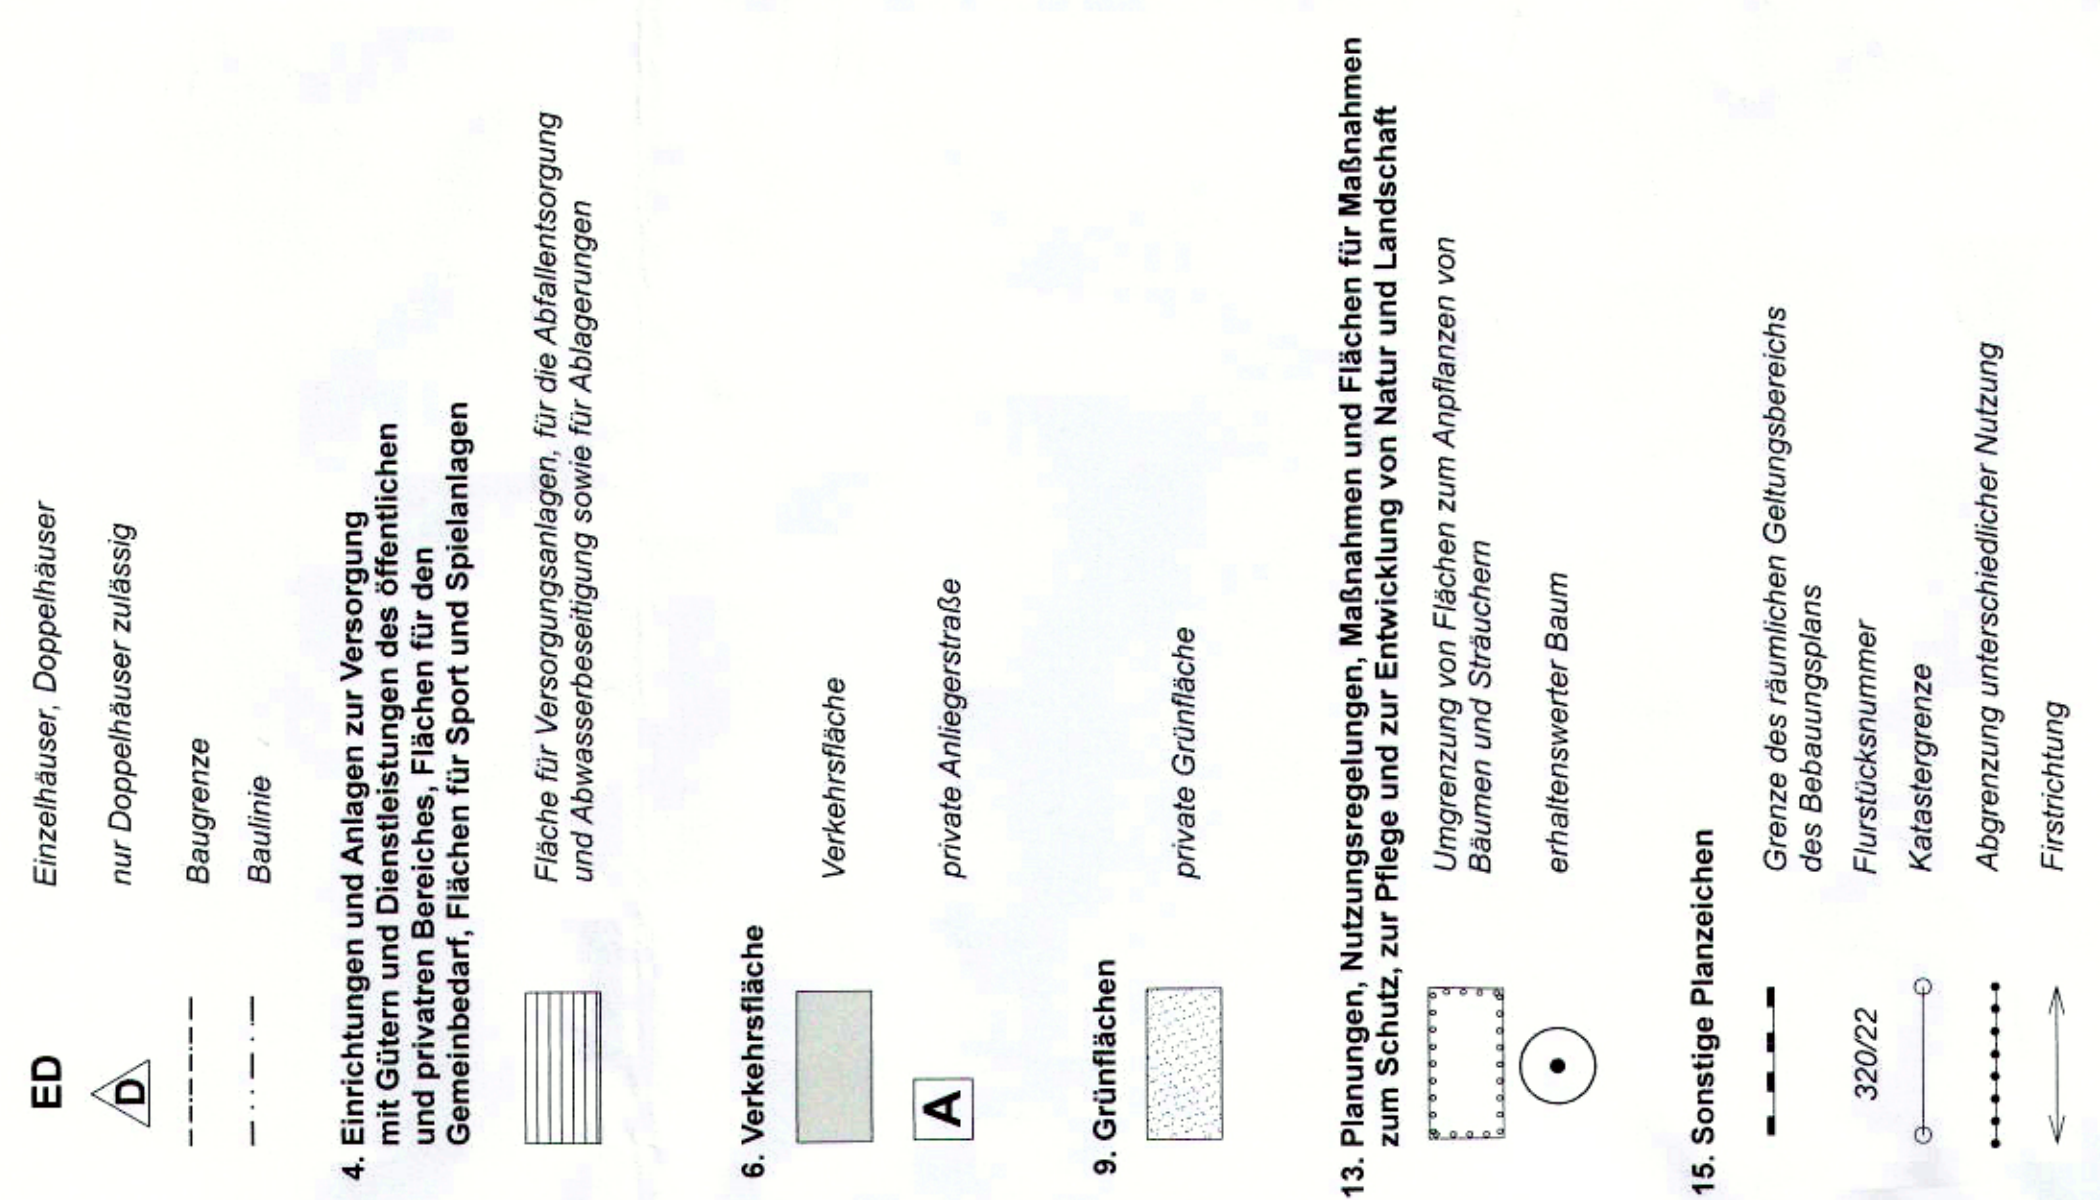 ED Einzelhäuser, Doppelhäuser
D nur Doppelhäuser zulässig
Baugrenze
Baulinie
4. Einrichtungen und Anlagen zur Versorgung
mit Gütern und Dienstleistungen des öffentlichen
und privatren Bereiches, Flächen für den
Gemeinbedarf, Flächen für Sport und Spielanlagen
Fläche für Versorgungsanlagen, für die Abfallentsorgung
und Abwasserbeseitigung sowie für Ablagerungen
6. Verkehrsfläche
Verkehrsfläche
A private Anliegerstraße
9. Grünflächen
private Grünfläche
13. Planungen, Nutzungsregelungen, Maßnahmen und Flächen für Maßnahmen
zum Schutz, zur Pflege und zur Entwicklung von Natur und Landschaft
Umgrenzung von Flächen zum Anpflanzen von
Bäumen und Sträuchern
erhaltenswerter Baum
15. Sonstige Planzeichen
Grenze des räumlichen Geltungsbereichs
des Bebauungsplans
320/22 Flurstücksnummer
Katastergrenze
Abgrenzung unterschiedlicher Nutzung
Firstrichtung